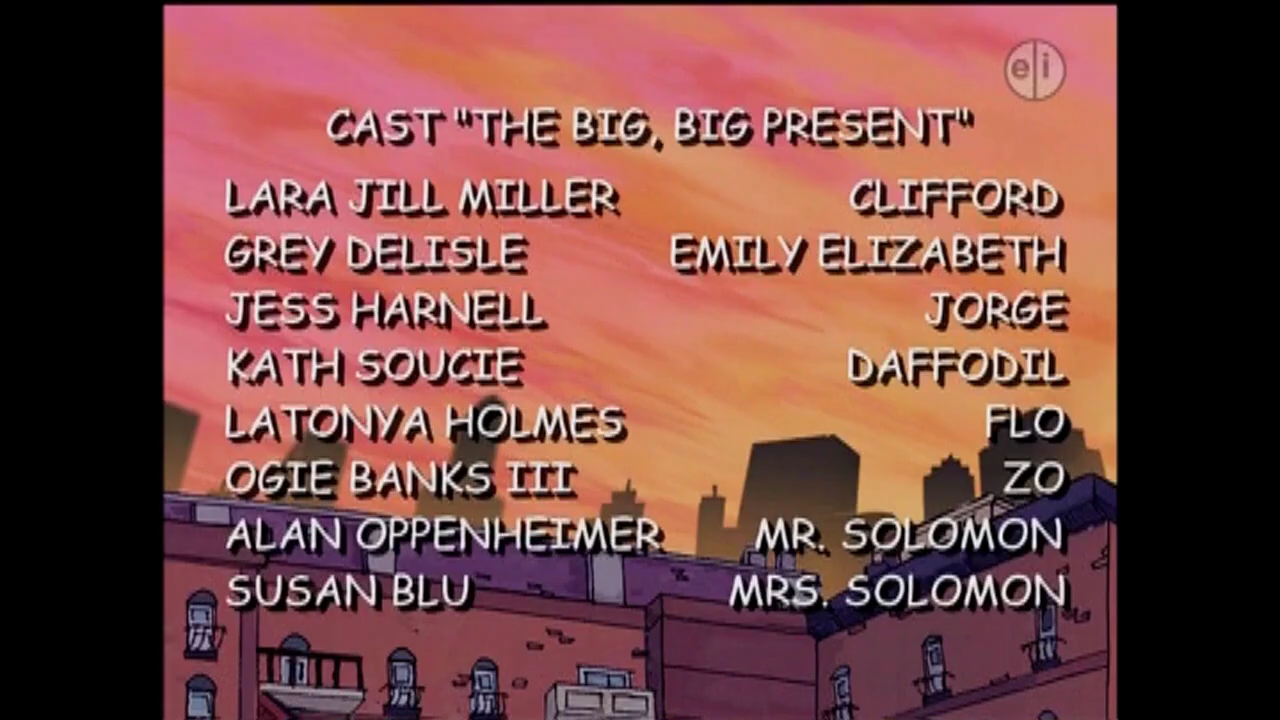 e|i
CAST "THE BIG, BIG PRESENT"
LARA JILL MILLER CLIFFORD
GREY DELISLE EMILY ELIZABETH
JESS HARNELL JORGE
KATH SOUCIE DAFFODIL
LATONYA HOLMES FLO
OGIE BANKS III ZO
ALAN OPPENHEIMER MR. SOLOMON
SUSAN BLU MRS. SOLOMON